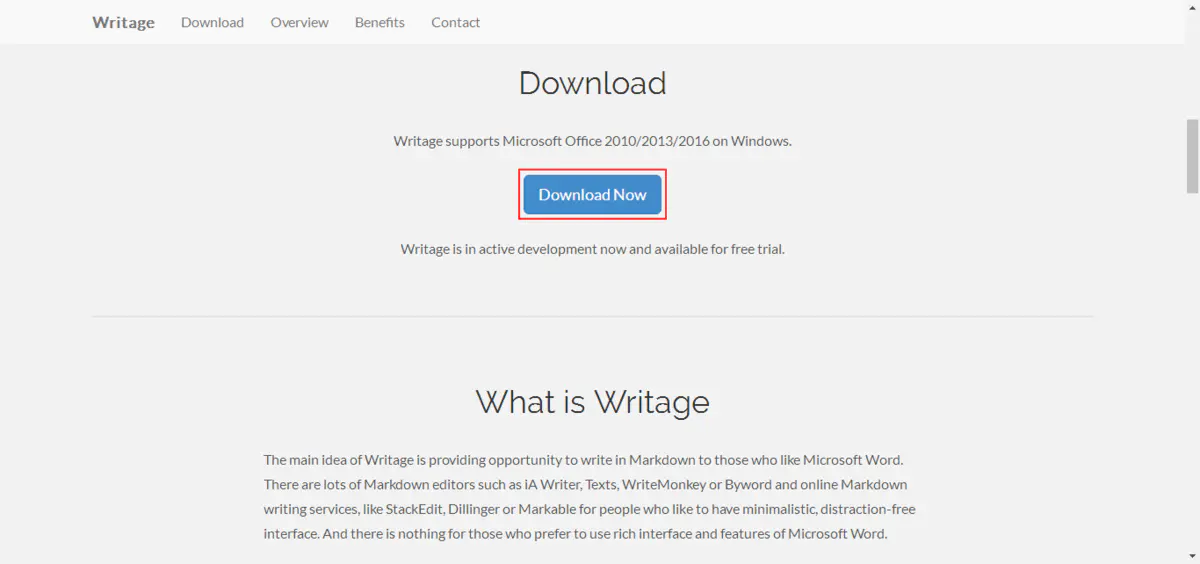 Writage Download Overview Benefits Contact
Download
Writage supports Microsoft Office 2010/2013/2016 on Windows.
Download Now
Writage is in active development now and available for free trial.
What is Writage
The main idea of Writage is providing opportunity to write in Markdown to those who like Microsoft Word.
There are lots of Markdown editors such as iA Writer, Texts, WriteMonkey or Byword and online Markdown
writing services, like StackEdit, Dillinger or Markable for people who like to have minimalistic, distraction-free
interface. And there is nothing for those who prefer to use rich interface and features of Microsoft Word.